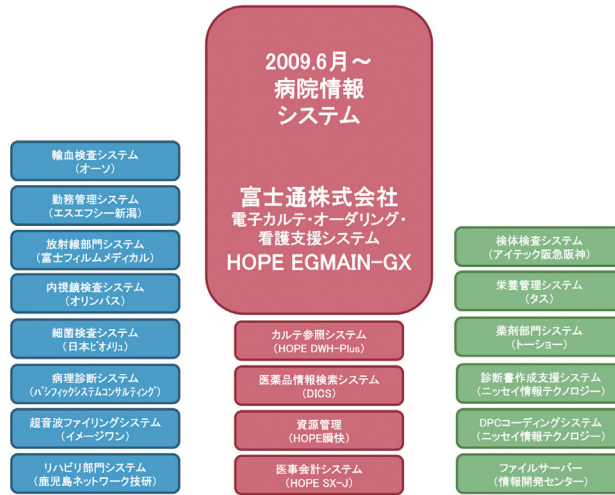 2009.6月～
病院情報
システム
富士通株式会社
電子カルテ・オーダリング・
看護支援システム
HOPE EGMAIN-GX
輸血検査システム
(オーソ)
勤務管理システム
(エスエフシー新潟)
放射線部門システム
(富士フィルムメディカル)
内視鏡検査システム
(オリンパス)
細菌検査システム
(日本ビオメリュ)
病理診断システム
(パシフィックシステムコンサルティング)
超音波ファイリングシステム
(イメージワン)
リハビリ部門システム
(鹿児島ネットワーク技研)
カルテ参照システム
(HOPE DWH-Plus)
医薬品情報検索システム
(DICS)
資源管理
(HOPE瞬快)
医事会計システム
(HOPE SX-J)
検体検査システム
(アイテック阪急阪神)
栄養管理システム
(タス)
薬剤部門システム
(トーショー)
診断書作成支援システム
(ニッセイ情報テクノロジー)
DPCコーディングシステム
(ニッセイ情報テクノロジー)
ファイルサーバー
(情報開発センター)